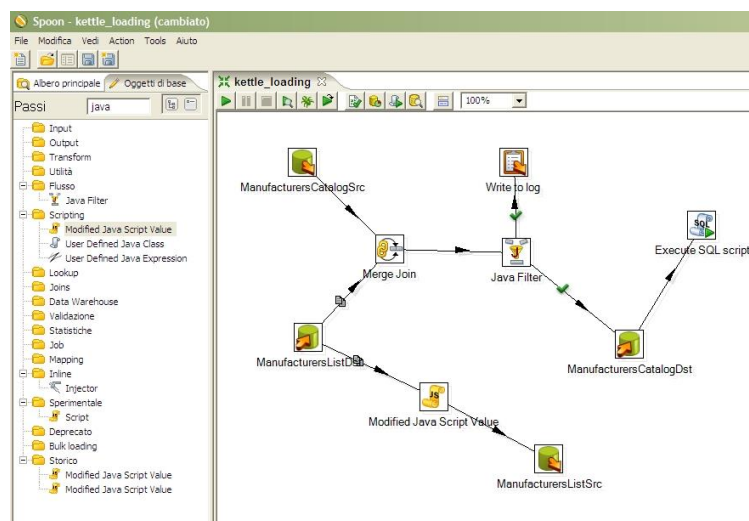 Spoon - kettle_loading (cambiato)
File Modifica Vedi Action Tools Aiuto
Albero principale Oggetti di base
Passi java
Input
Output
Transform
Utilità
Flusso
Java Filter
Scripting
Modified Java Script Value
User Defined Java Class
User Defined Java Expression
Lookup
Joins
Data Warehouse
Validazione
Statistiche
Job
Mapping
Inline
Injector
Sperimentale
Script
Deprecato
Bulk loading
Storico
Modified Java Script Value
Modified Java Script Value
kettle_loading
100%
ManufacturersCatalogSrc
Write to log
SQL
Execute SQL script
Merge Join
Java Filter
ManufacturersListDst
ManufacturersCatalogDst
JS
Modified Java Script Value
ManufacturersListSrc